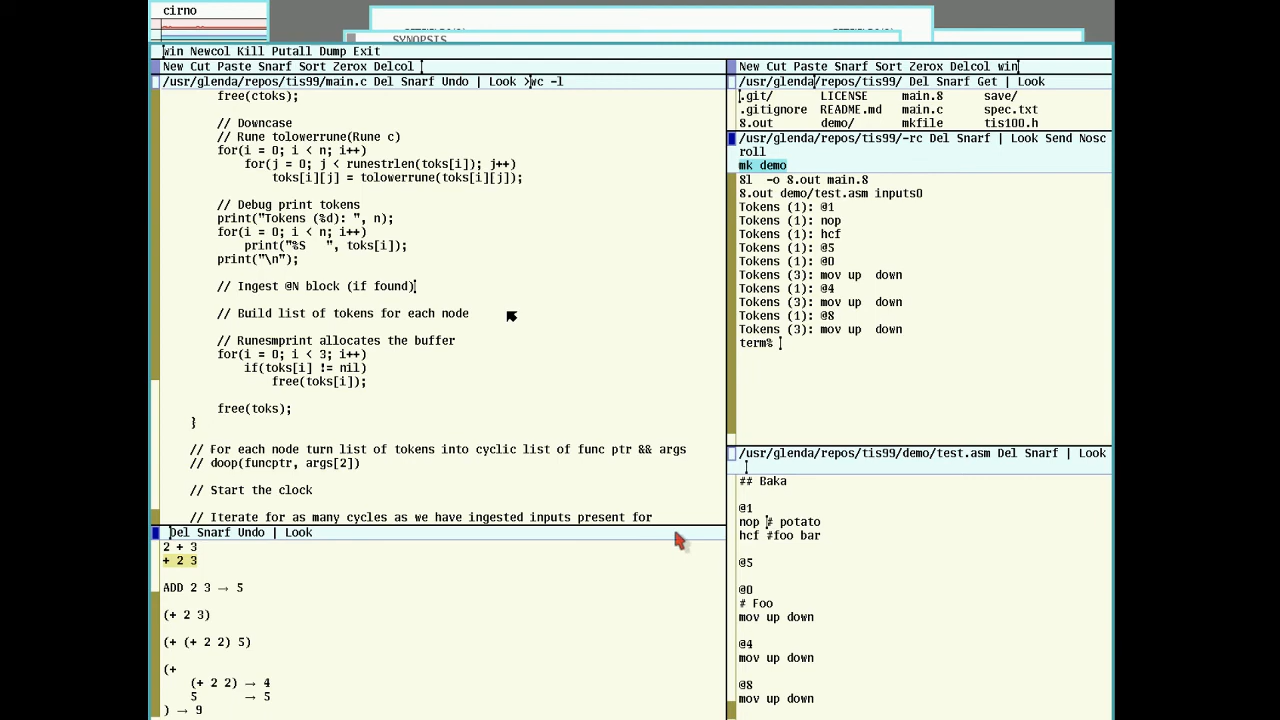 cirno
SYNOPSIS
win Newcol Kill Putall Dump Exit
New Cut Paste Snarf Sort Zerox Delcol
/usr/glenda/repos/tis99/main.c Del Snarf Undo | Look >wc -l
free(ctoks);
// Downcase
// Rune tolowerrune(Rune c)
for(i = 0; i < n; i++)
for(j = 0; j < runestrlen(toks[i]); j++)
toks[i][j] = tolowerrune(toks[i][j]);
// Debug print tokens
print("Tokens (%d): ", n);
for(i = 0; i < n; i++)
print("%S   ", toks[i]);
print("\n");
// Ingest @N block (if found)
// Build list of tokens for each node
// Runesmprint allocates the buffer
for(i = 0; i < 3; i++)
if(toks[i] != nil)
free(toks[i]);
free(toks);
}
// For each node turn list of tokens into cyclic list of func ptr && args
// doop(funcptr, args[2])
// Start the clock
// Iterate for as many cycles as we have ingested inputs present for
Del Snarf Undo | Look
2 + 3
+ 2 3
ADD 2 3 → 5
(+ 2 3)
(+ (+ 2 2) 5)
(+
(+ 2 2) → 4
5 → 5
) → 9
New Cut Paste Snarf Sort Zerox Delcol win
/usr/glenda/repos/tis99/ Del Snarf Get | Look
.git/ LICENSE main.8 save/
.gitignore README.md main.c spec.txt
8.out demo/ mkfile tis100.h
/usr/glenda/repos/tis99/-rc Del Snarf | Look Send Nosc
roll
mk demo
8l  -o 8.out main.8
8.out demo/test.asm inputs0
Tokens (1): @1
Tokens (1): nop
Tokens (1): hcf
Tokens (1): @5
Tokens (1): @0
Tokens (3): mov up  down
Tokens (1): @4
Tokens (3): mov up  down
Tokens (1): @8
Tokens (3): mov up  down
term%
/usr/glenda/repos/tis99/demo/test.asm Del Snarf | Look
## Baka
@1
nop # potato
hcf #foo bar
@5
@0
# Foo
mov up down
@4
mov up down
@8
mov up down